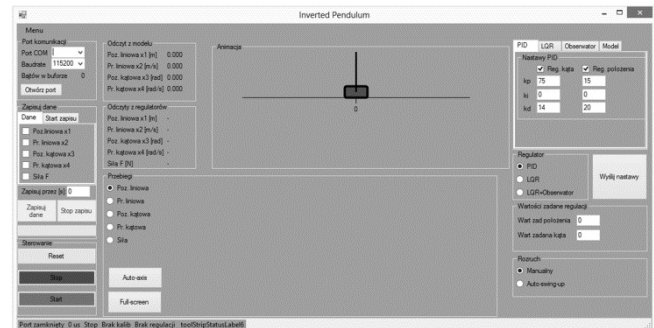 Inverted Pendulum
Menu
Port komunikacji
Port COM
Baudrate 115200
Bajtów w buforze 0
Otwórz port
Zapisuj dane
Dane Start zapisu
Poz.liniowa x1
Pr. liniowa x2
Poz. kątowa x3
Pr. kątowa x4
Siła F
Zapisuj przez [s]: 0
Zapisuj dane
Stop zapisu
Sterowanie
Reset
Stop
Start
Odczyt z modelu
Poz. liniowa x1 [m] 0.000
Pr. liniowa x2 [m/s] 0.000
Poz. kątowa x3 [rad] 0.000
Pr. kątowa x4 [rad/s] 0.000
Odczyty z regulatorów
Poz. liniowa x1 [m] -
Pr. liniowa x2 [m/s] -
Poz. kątowa x3 [rad] -
Pr. kątowa x4 [rad/s] -
Siła F [N] -
Przebiegi
Poz. liniowa
Pr. liniowa
Poz. kątowa
Pr. kątowa
Siła
Auto-axis
Full-screen
Animacja
0
PID LQR Obserwator Model
Nastawy PID
Reg. kąta Reg. położenia
kp 75 15
ki 0 0
kd 14 20
Regulator
PID
LQR
LQR+Obserwator
Wyślij nastawy
Wartości zadane regulacji
Wart zad położenia 0
Wart zadana kąta 0
Rozruch
Manualny
Auto-swing-up
Port zamknięty 0 uc Stop Brak kalib Brak regulacji toolStripStatusLabel6